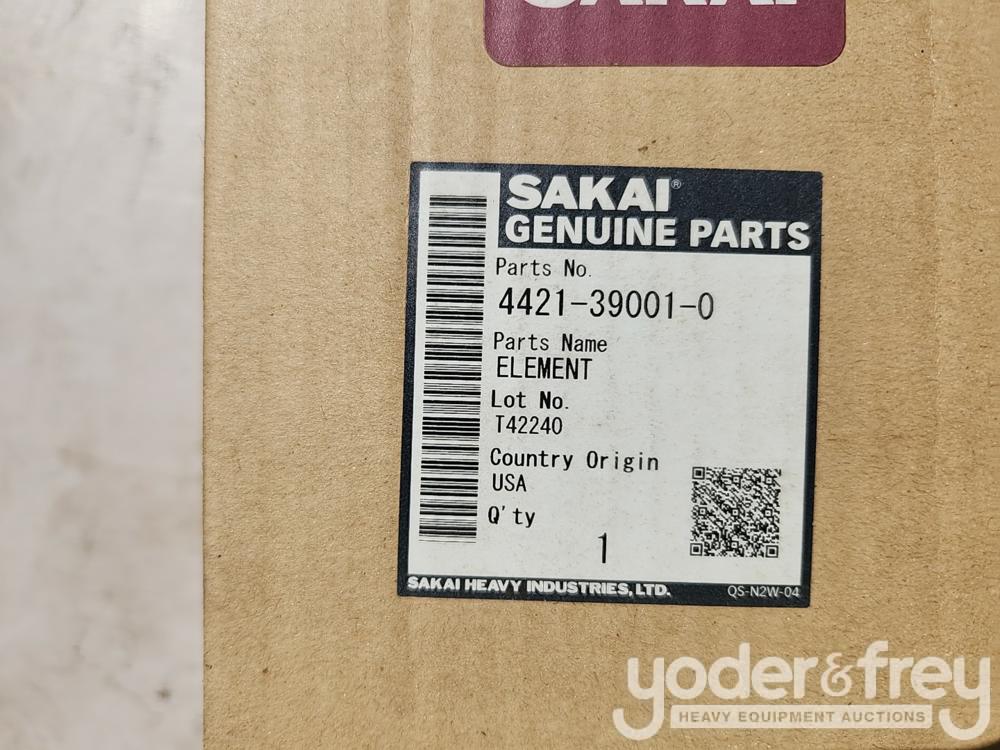 SAKAI
SAKAI®
GENUINE PARTS
Parts No.
4421-39001-0
Parts Name
ELEMENT
Lot No.
T42240
Country Origin
USA
Q'ty
1
SAKAI HEAVY INDUSTRIES, LTD.
QS-N2W-04
yoder&frey
HEAVY EQUIPMENT AUCTIONS